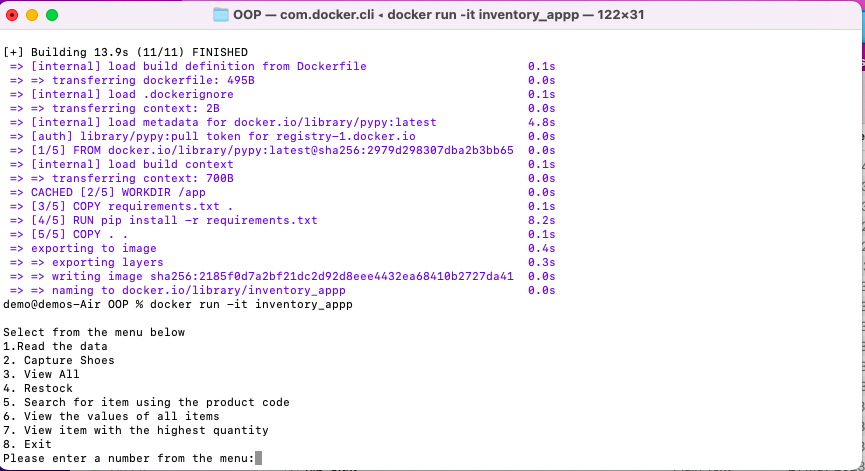 OOP — com.docker.cli ◂ docker run -it inventory_appp — 122×31
[+] Building 13.9s (11/11) FINISHED
=> [internal] load build definition from Dockerfile 0.1s
=> => transferring dockerfile: 495B 0.0s
=> [internal] load .dockerignore 0.1s
=> => transferring context: 2B 0.0s
=> [internal] load metadata for docker.io/library/pypy:latest 4.8s
=> [auth] library/pypy:pull token for registry-1.docker.io 0.0s
=> [1/5] FROM docker.io/library/pypy:latest@sha256:2979d298307dba2b3bb65 0.0s
=> [internal] load build context 0.1s
=> => transferring context: 700B 0.0s
=> CACHED [2/5] WORKDIR /app 0.0s
=> [3/5] COPY requirements.txt . 0.1s
=> [4/5] RUN pip install -r requirements.txt 8.2s
=> [5/5] COPY . . 0.1s
=> exporting to image 0.4s
=> => exporting layers 0.3s
=> => writing image sha256:2185f0d7a2bf21dc2d92d8eee4432ea68410b2727da41 0.0s
=> => naming to docker.io/library/inventory_appp 0.0s
demo@demos-Air OOP % docker run -it inventory_appp
Select from the menu below
1.Read the data
2. Capture Shoes
3. View All
4. Restock
5. Search for item using the product code
6. View the values of all items
7. View item with the highest quantity
8. Exit
Please enter a number from the menu: